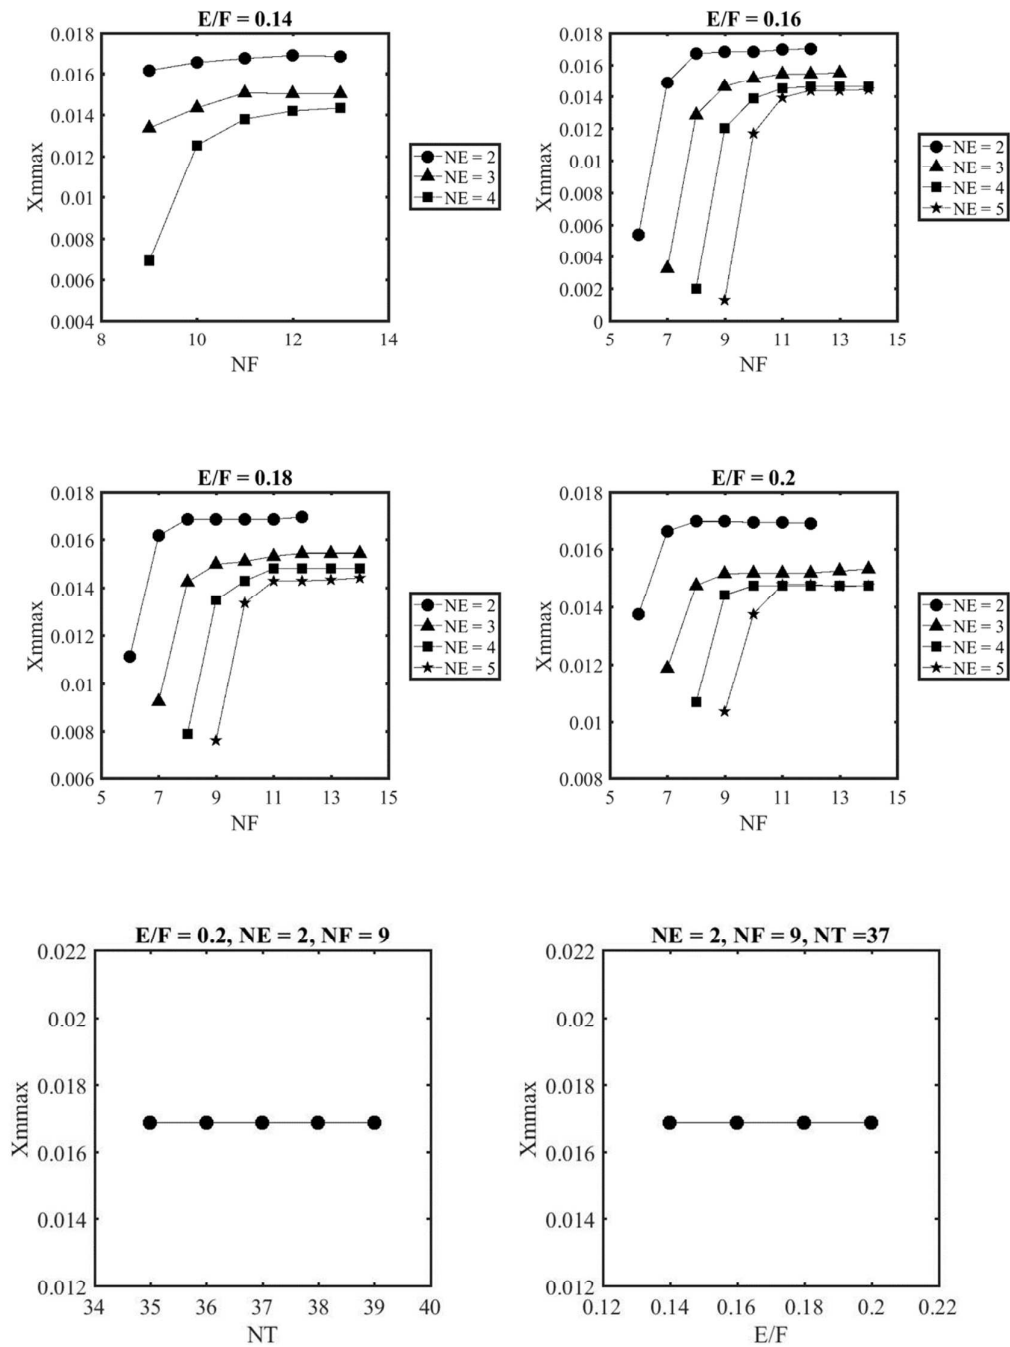 E/F = 0.14
0.018
0.016
0.014
0.012
0.01
0.008
0.006
0.004
Xmmax
8 10 12 14
NF
NE = 2
NE = 3
NE = 4
E/F = 0.16
0.018
0.016
0.014
0.012
0.01
0.008
0.006
0.004
0.002
0
Xmmax
5 7 9 11 13 15
NF
NE = 2
NE = 3
NE = 4
NE = 5
E/F = 0.18
0.018
0.016
0.014
0.012
0.01
0.008
0.006
Xmmax
5 7 9 11 13 15
NF
NE = 2
NE = 3
NE = 4
NE = 5
E/F = 0.2
0.018
0.016
0.014
0.012
0.01
0.008
Xmmax
5 7 9 11 13 15
NF
NE = 2
NE = 3
NE = 4
NE = 5
E/F = 0.2, NE = 2, NF = 9
0.022
0.02
0.018
0.016
0.014
0.012
Xmmax
34 35 36 37 38 39 40
NT
NE = 2, NF = 9, NT =37
0.022
0.02
0.018
0.016
0.014
0.012
Xmmax
0.12 0.14 0.16 0.18 0.2 0.22
E/F